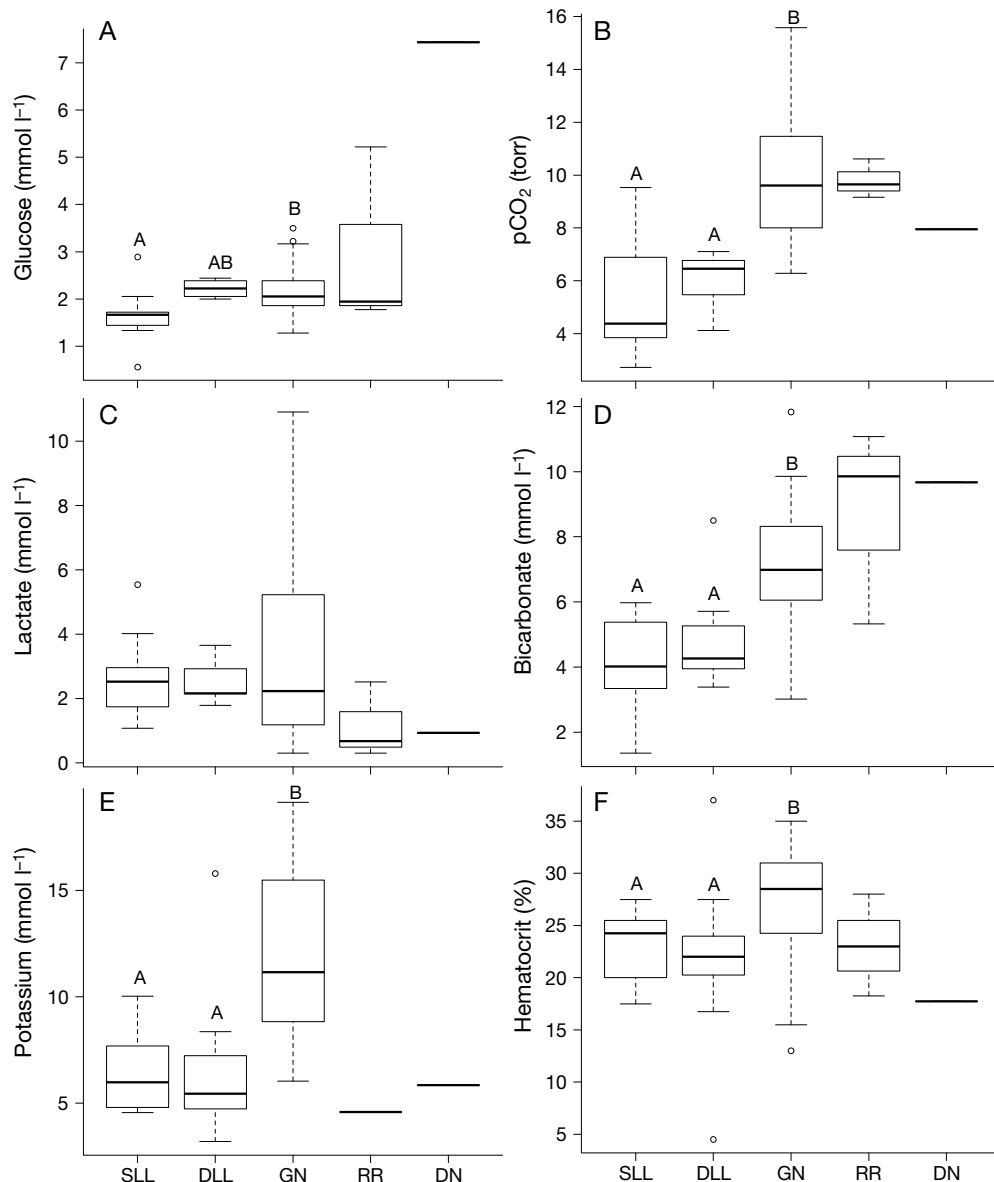 A
Glucose (mmol l⁻¹)
7
6
5
4
3
2
1
A
AB
B
B
pCO₂ (torr)
16
14
12
10
8
6
4
A
A
B
C
Lactate (mmol l⁻¹)
10
8
6
4
2
0
D
Bicarbonate (mmol l⁻¹)
12
10
8
6
4
2
A
A
B
E
Potassium (mmol l⁻¹)
15
10
5
A
A
B
SLL DLL GN RR DN
F
Hematocrit (%)
35
30
25
20
15
10
5
A
A
B
SLL DLL GN RR DN